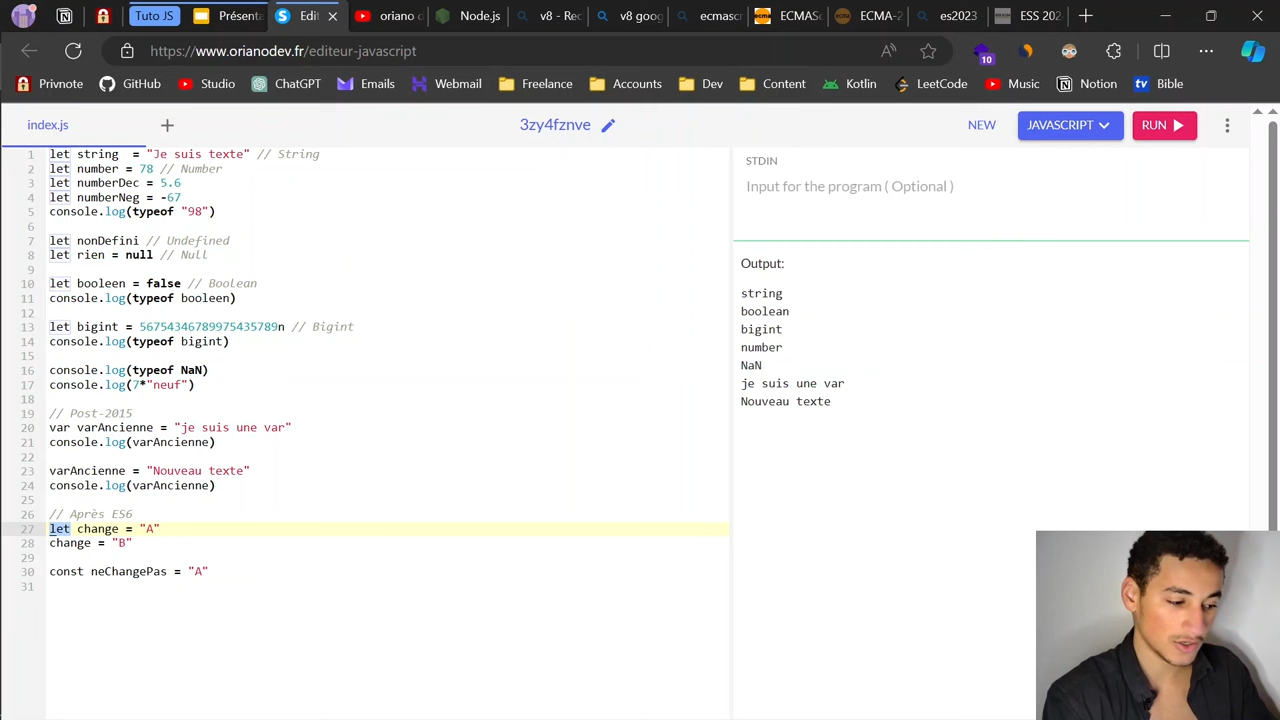 Tuto JS
Présenta
Edit
oriano d
Node.js
v8 - Rec
v8 goog
ecmascr
ECMASc
ECMA-2
es2023
ESS 202
https://www.orianodev.fr/editeur-javascript
10
Privnote
GitHub
Studio
ChatGPT
Emails
Wemail
Freelance
Accounts
Dev
Content
Kotlin
LeetCode
Music
Notion
Bible
index.js
3zy4fznve
NEW
JAVASCRIPT
RUN
1 let string  = "Je suis texte" // String
2 let number = 78 // Number
3 let numberDec = 5.6
4 let numberNeg = -67
5 console.log(typeof "98")
6
7 let nonDefini // Undefined
8 let rien = null // Null
9
10 let booleen = false // Boolean
11 console.log(typeof booleen)
12
13 let bigint = 56754346789975435789n // Bigint
14 console.log(typeof bigint)
15
16 console.log(typeof NaN)
17 console.log(7*"neuf")
18
19 // Post-2015
20 var varAncienne = "je suis une var"
21 console.log(varAncienne)
22
23 varAncienne = "Nouveau texte"
24 console.log(varAncienne)
25
26 // Après ES6
27 let change = "A"
28 change = "B"
29
30 const neChangePas = "A"
31
STDIN
Input for the program ( Optional )
Output:
string
boolean
bigint
number
NaN
je suis une var
Nouveau texte